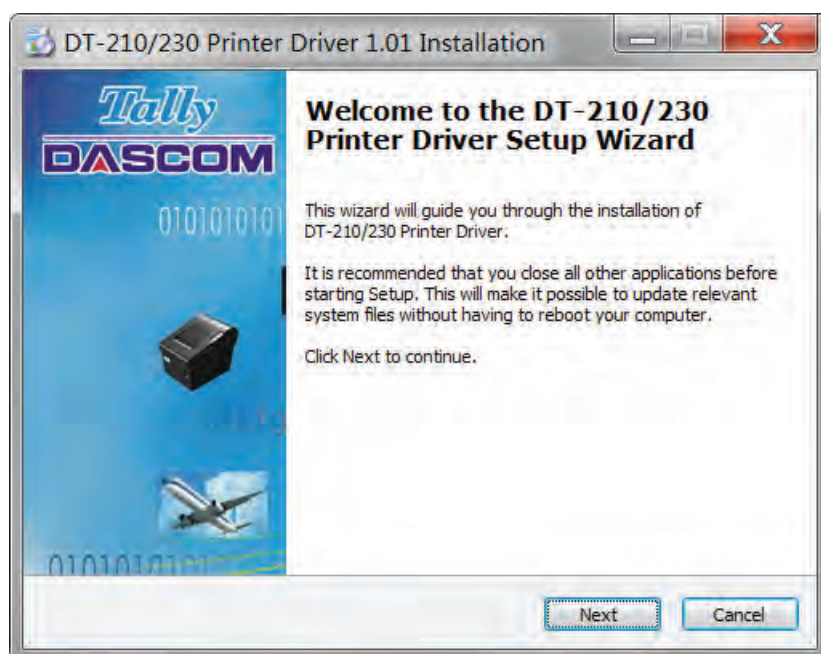 DT-210/230 Printer Driver 1.01 Installation
Tally
DASCOM
0101010101
Welcome to the DT-210/230
Printer Driver Setup Wizard
This wizard will guide you through the installation of
DT-210/230 Printer Driver.
It is recommended that you close all other applications before
starting Setup. This will make it possible to update relevant
system files without having to reboot your computer.
Click Next to continue.
Next
Cancel